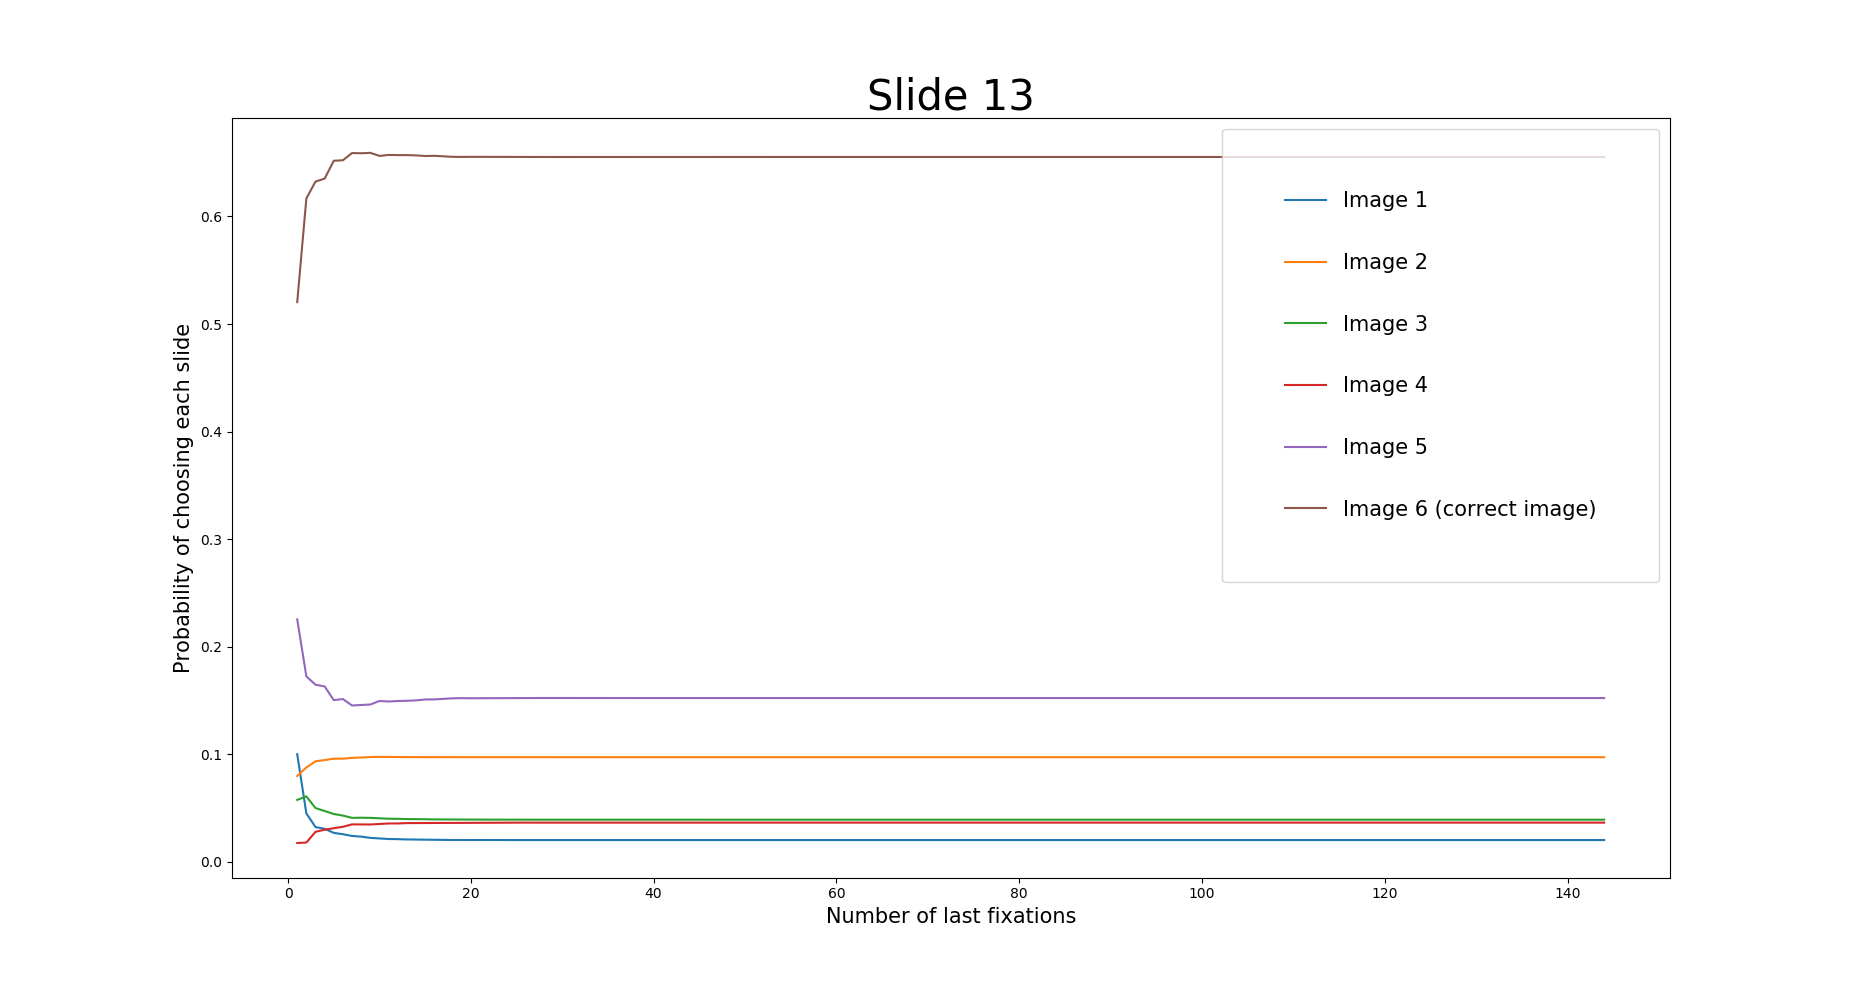 Slide 13
Probability of choosing each slide
0.6
0.5
0.4
0.3
0.2
0.1
0.0
Image 1
Image 2
Image 3
Image 4
Image 5
Image 6 (correct image)
0 20 40 60 80 100 120 140
Number of last fixations